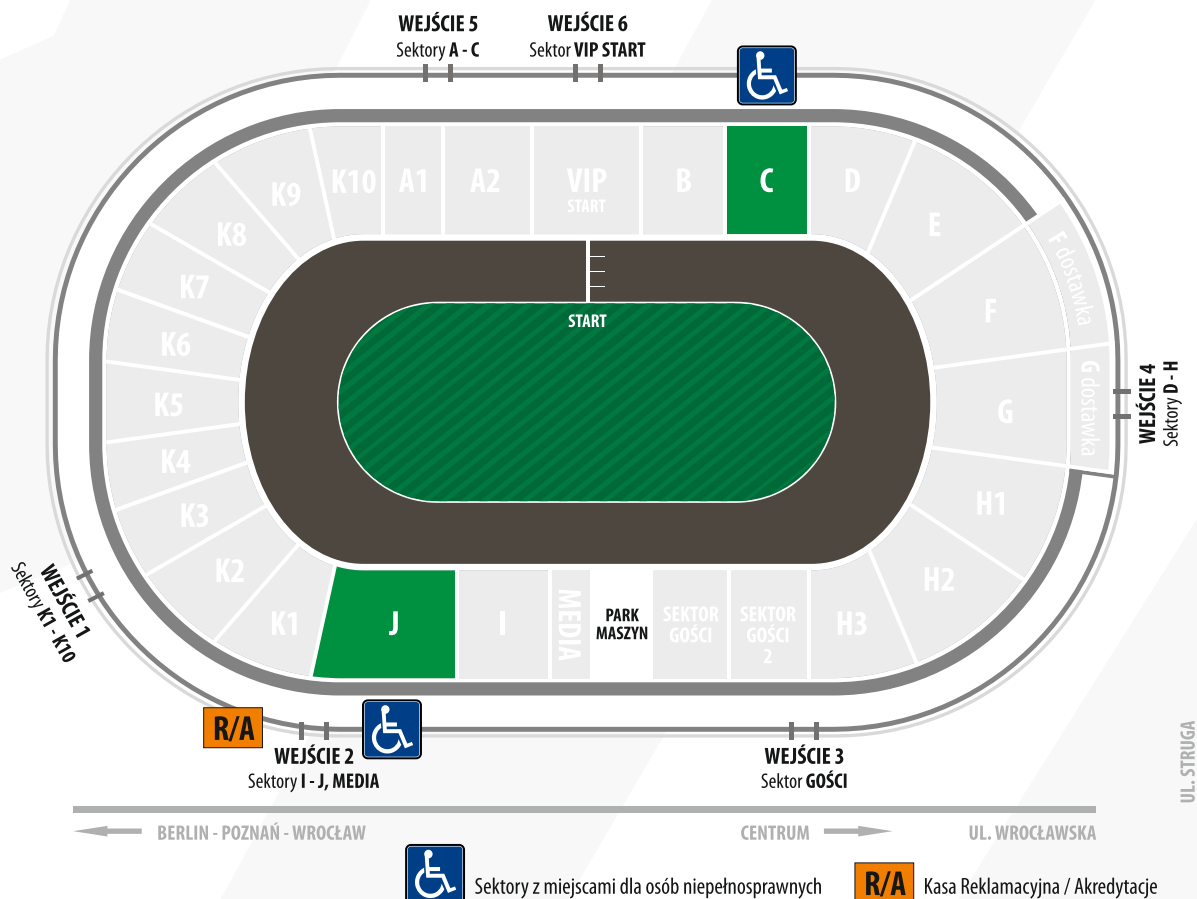 WEJŚCIE 5
Sektory A - C
WEJŚCIE 6
Sektor VIP START
K9
K10
A1
A2
VIP
START
B
C
D
E
F dostawka
K8
K7
K6
K5
K4
K3
K2
K1
START
F
G
G dostawka
WEJŚCIE 4
Sektory D - H
H1
H2
H3
WEJŚCIE 1
Sektory K1 - K10
J
I
MEDIA
PARK
MASZYN
SEKTOR
GOŚCI
SEKTOR
GOŚCI
2
R/A
WEJŚCIE 2
Sektory I - J, MEDIA
WEJŚCIE 3
Sektor GOŚCI
UL. STRUGA
BERLIN - POZNAŃ - WROCŁAW
CENTRUM
UL. WROCŁAWSKA
Sektory z miejscami dla osób niepełnosprawnych
R/A
Kasa Reklamacyjna / Akredytacje